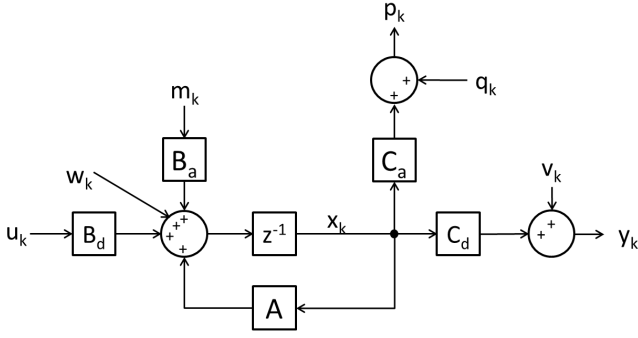 p_k
+
+
q_k
m_k
B_a
C_a
w_k
v_k
u_k
B_d
+
+
+
+
z^-1
x_k
C_d
+
+
y_k
A